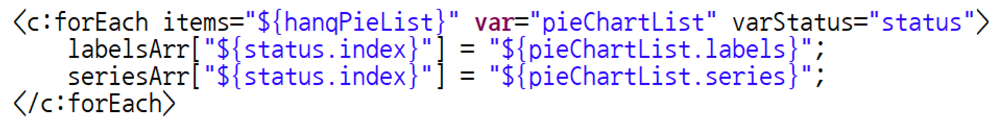 <c:forEach items="${hanqPieList}" var="pieChartList" varStatus="status">
    labelsArr["${status.index}"] = "${pieChartList.labels}";
    seriesArr["${status.index}"] = "${pieChartList.series}";
</c:forEach>